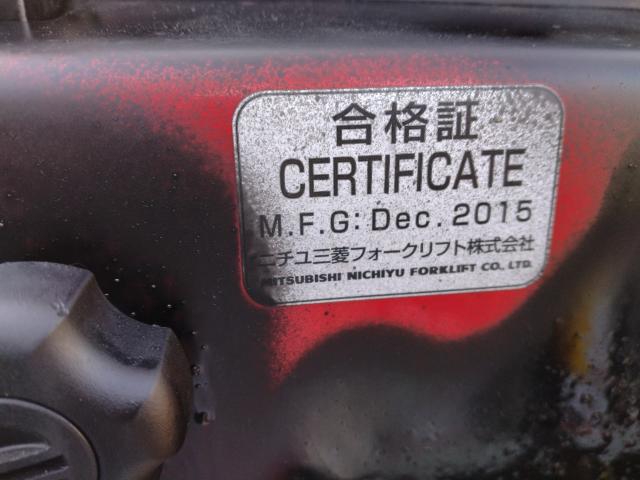 合格証
CERTIFICATE
M.F.G: Dec. 2015
ニチユ三菱フォークリフト株式会社
MITSUBISHI NICHIYU FORKLIFT CO., LTD.